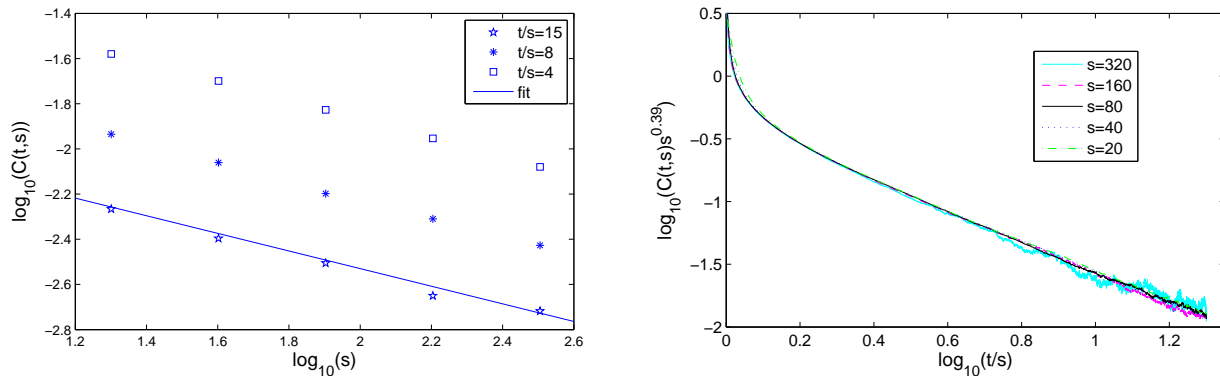 −1.4
−1.6
−1.8
−2
−2.2
−2.4
−2.6
−2.8
log10(C(t,s))
1.2 1.4 1.6 1.8 2 2.2 2.4 2.6
log10(s)
t/s=15
t/s=8
t/s=4
fit
0.5
0
−0.5
−1
−1.5
−2
log10(C(t,s)s^0.39)
0 0.2 0.4 0.6 0.8 1 1.2
log10(t/s)
s=320
s=160
s=80
s=40
s=20